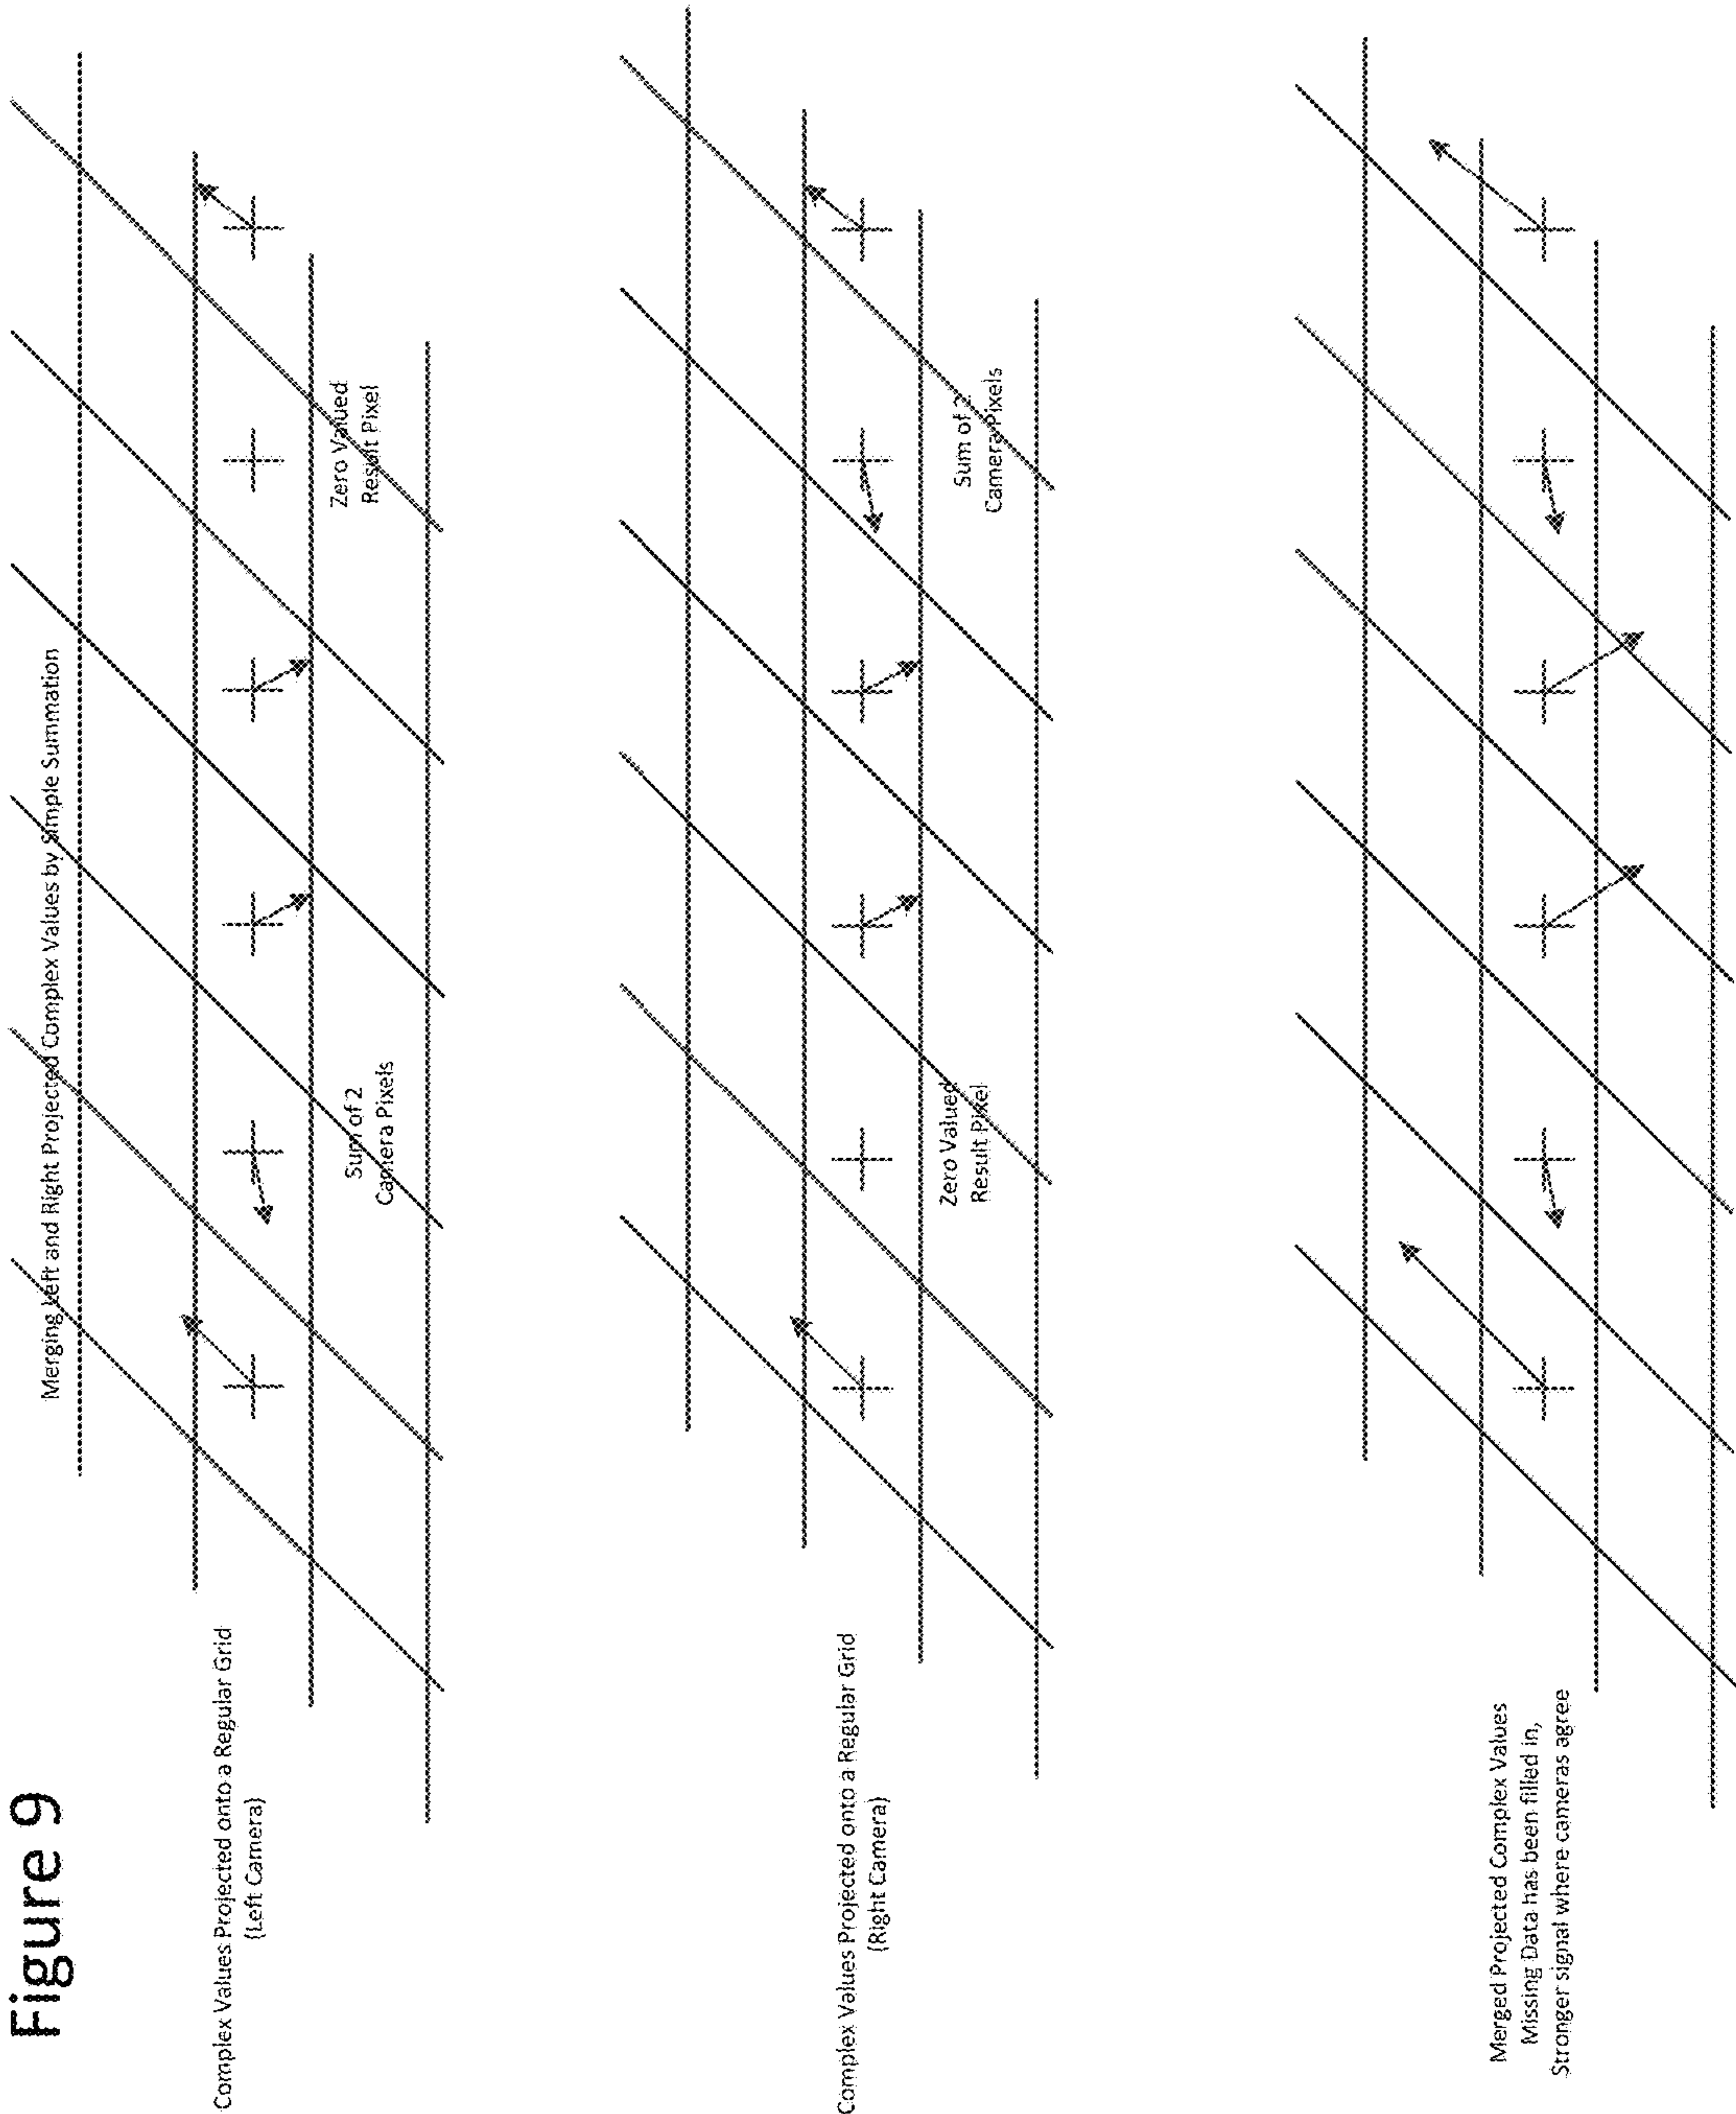 Figure 9
Merging Left and Right Projected Complex Values by Simple Summation
Complex Values Projected onto a Regular Grid
(Left Camera)
Sum of 2
Camera Pixels
Zero Valued
Result Pixel
Complex Values Projected onto a Regular Grid
(Right Camera)
Zero Valued
Result Pixel
Sum of 2
Camera Pixels
Merged Projected Complex Values
Missing Data has been filled in,
Stronger signal where cameras agree